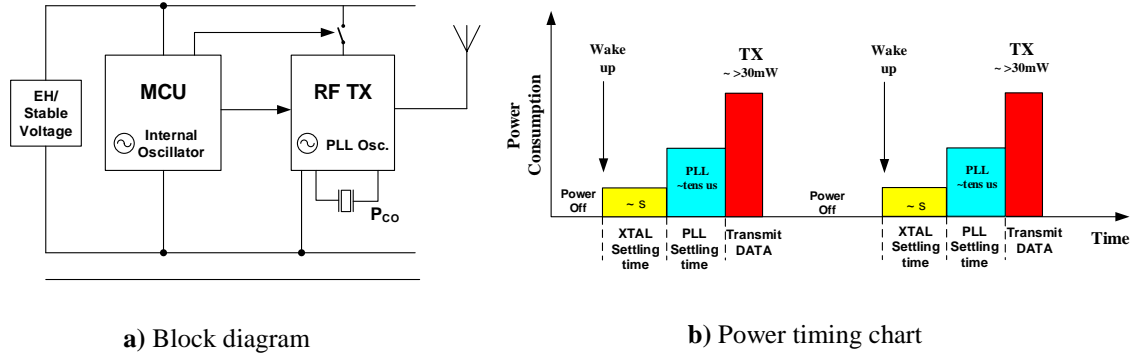 EH/
Stable
Voltage
MCU
Internal
Oscillator
RF TX
PLL Osc.
PCO
a) Block diagram
Power
Consumption
Wake
up
TX
~ >30mW
Wake
up
TX
~ >30mW
Power
Off
~ s
PLL
~tens us
Power
Off
~ s
PLL
~tens us
XTAL
Settling
time
PLL
Settling
time
Transmit
DATA
XTAL
Settling
time
PLL
Settling
time
Transmit
DATA
Time
b) Power timing chart